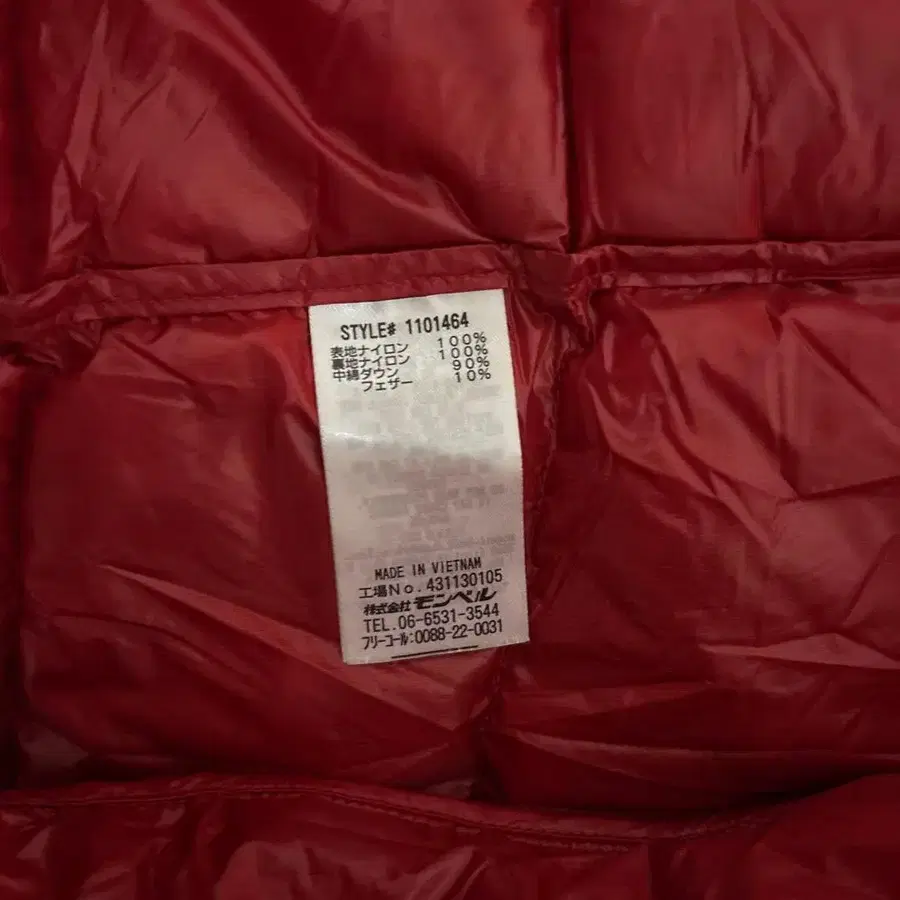 STYLE# 1101464
表地ナイロン 100%
裏地ナイロン 100%
中綿ダウン 90%
フェザー 10%
MADE IN VIETNAM
工場No.431130105
株式会社モンベル
TEL.06-6531-3544
フリーコール:0088-22-0031